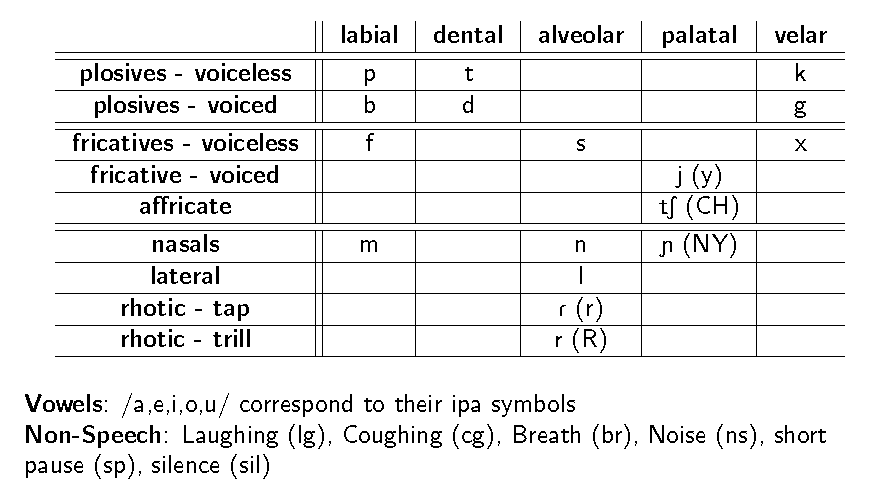 labial dental alveolar palatal velar
plosives - voiceless p t k
plosives - voiced b d g
fricatives - voiceless f s x
fricative - voiced j (y)
affricate tʃ (CH)
nasals m n ɲ (NY)
lateral l
rhotic - tap ɾ (r)
rhotic - trill r (R)
Vowels: /a,e,i,o,u/ correspond to their ipa symbols
Non-Speech: Laughing (lg), Coughing (cg), Breath (br), Noise (ns), short
pause (sp), silence (sil)